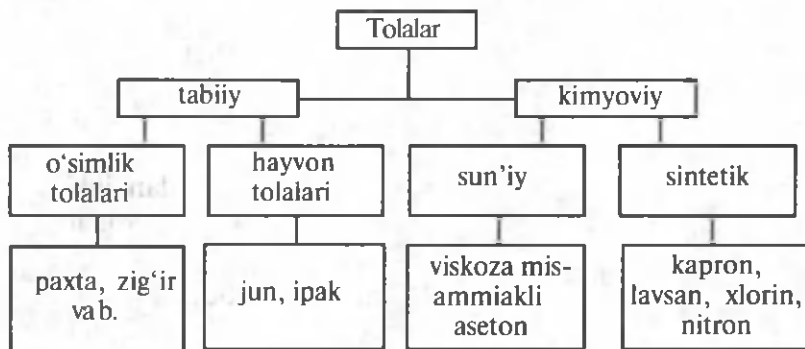 Tolalar
tabiiy
kimyoviy
o‘simlik
tolalari
hayvon
tolalari
sun’iy
sintetik
paxta, zig‘ir
vab.
jun, ipak
viskoza mis-
ammiakli
aseton
kapron,
lavsan, xlorin,
nitron